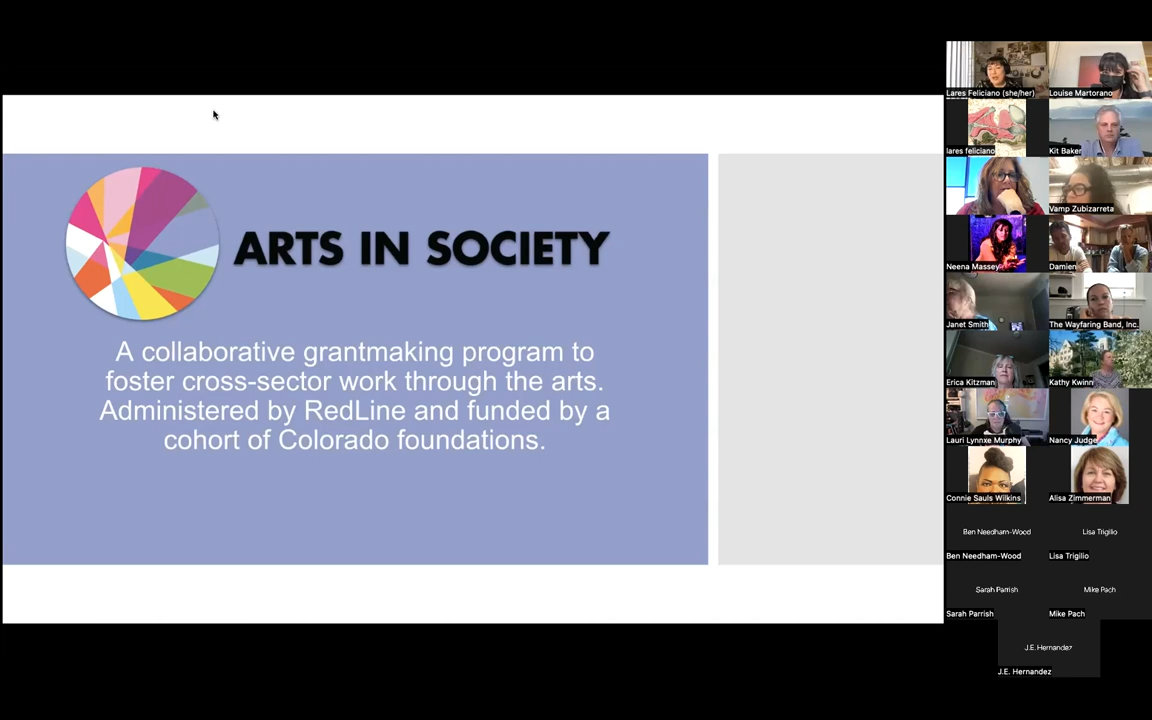 ARTS IN SOCIETY
A collaborative grantmaking program to
foster cross-sector work through the arts.
Administered by RedLine and funded by a
cohort of Colorado foundations.
Lares Feliciano (she/her)
Louise Martorano
lares feliciano
Kit Baker
Vamp Zubizarreta
Neena Massey
Damien
Janet Smith
The Wayfaring Band, Inc.
Erica Kitzman
Kathy Kwinn
Lauri Lynnxe Murphy
Nancy Judge
Connie Sauls Wilkins
Alisa Zimmerman
Ben Needham-Wood
Lisa Trigilio
Ben Needham-Wood
Lisa Trigilio
Sarah Parrish
Mike Pach
Sarah Parrish
Mike Pach
J.E. Hernandez
J.E. Hernandez